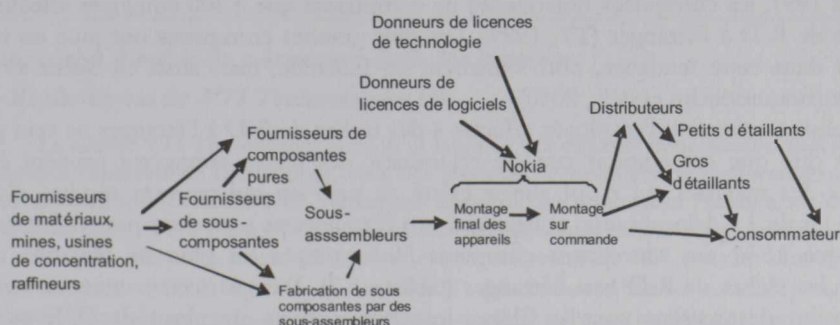 Donneurs de licences
de technologie
Donneurs de
licences de logiciels
Distributeurs
Petits d étaillants
Fournisseurs de
composantes
pures
Nokia
Gros
d étaillants
Fournisseurs
de matériaux,
mines, usines
de concentration,
raffineurs
Fournisseurs
de sous-
composantes
Sous-
asssembleurs
Montage
final des
appareils
Montage
sur
commande
Consommateur
Fabrication de sous
composantes par des
sous-assembleurs